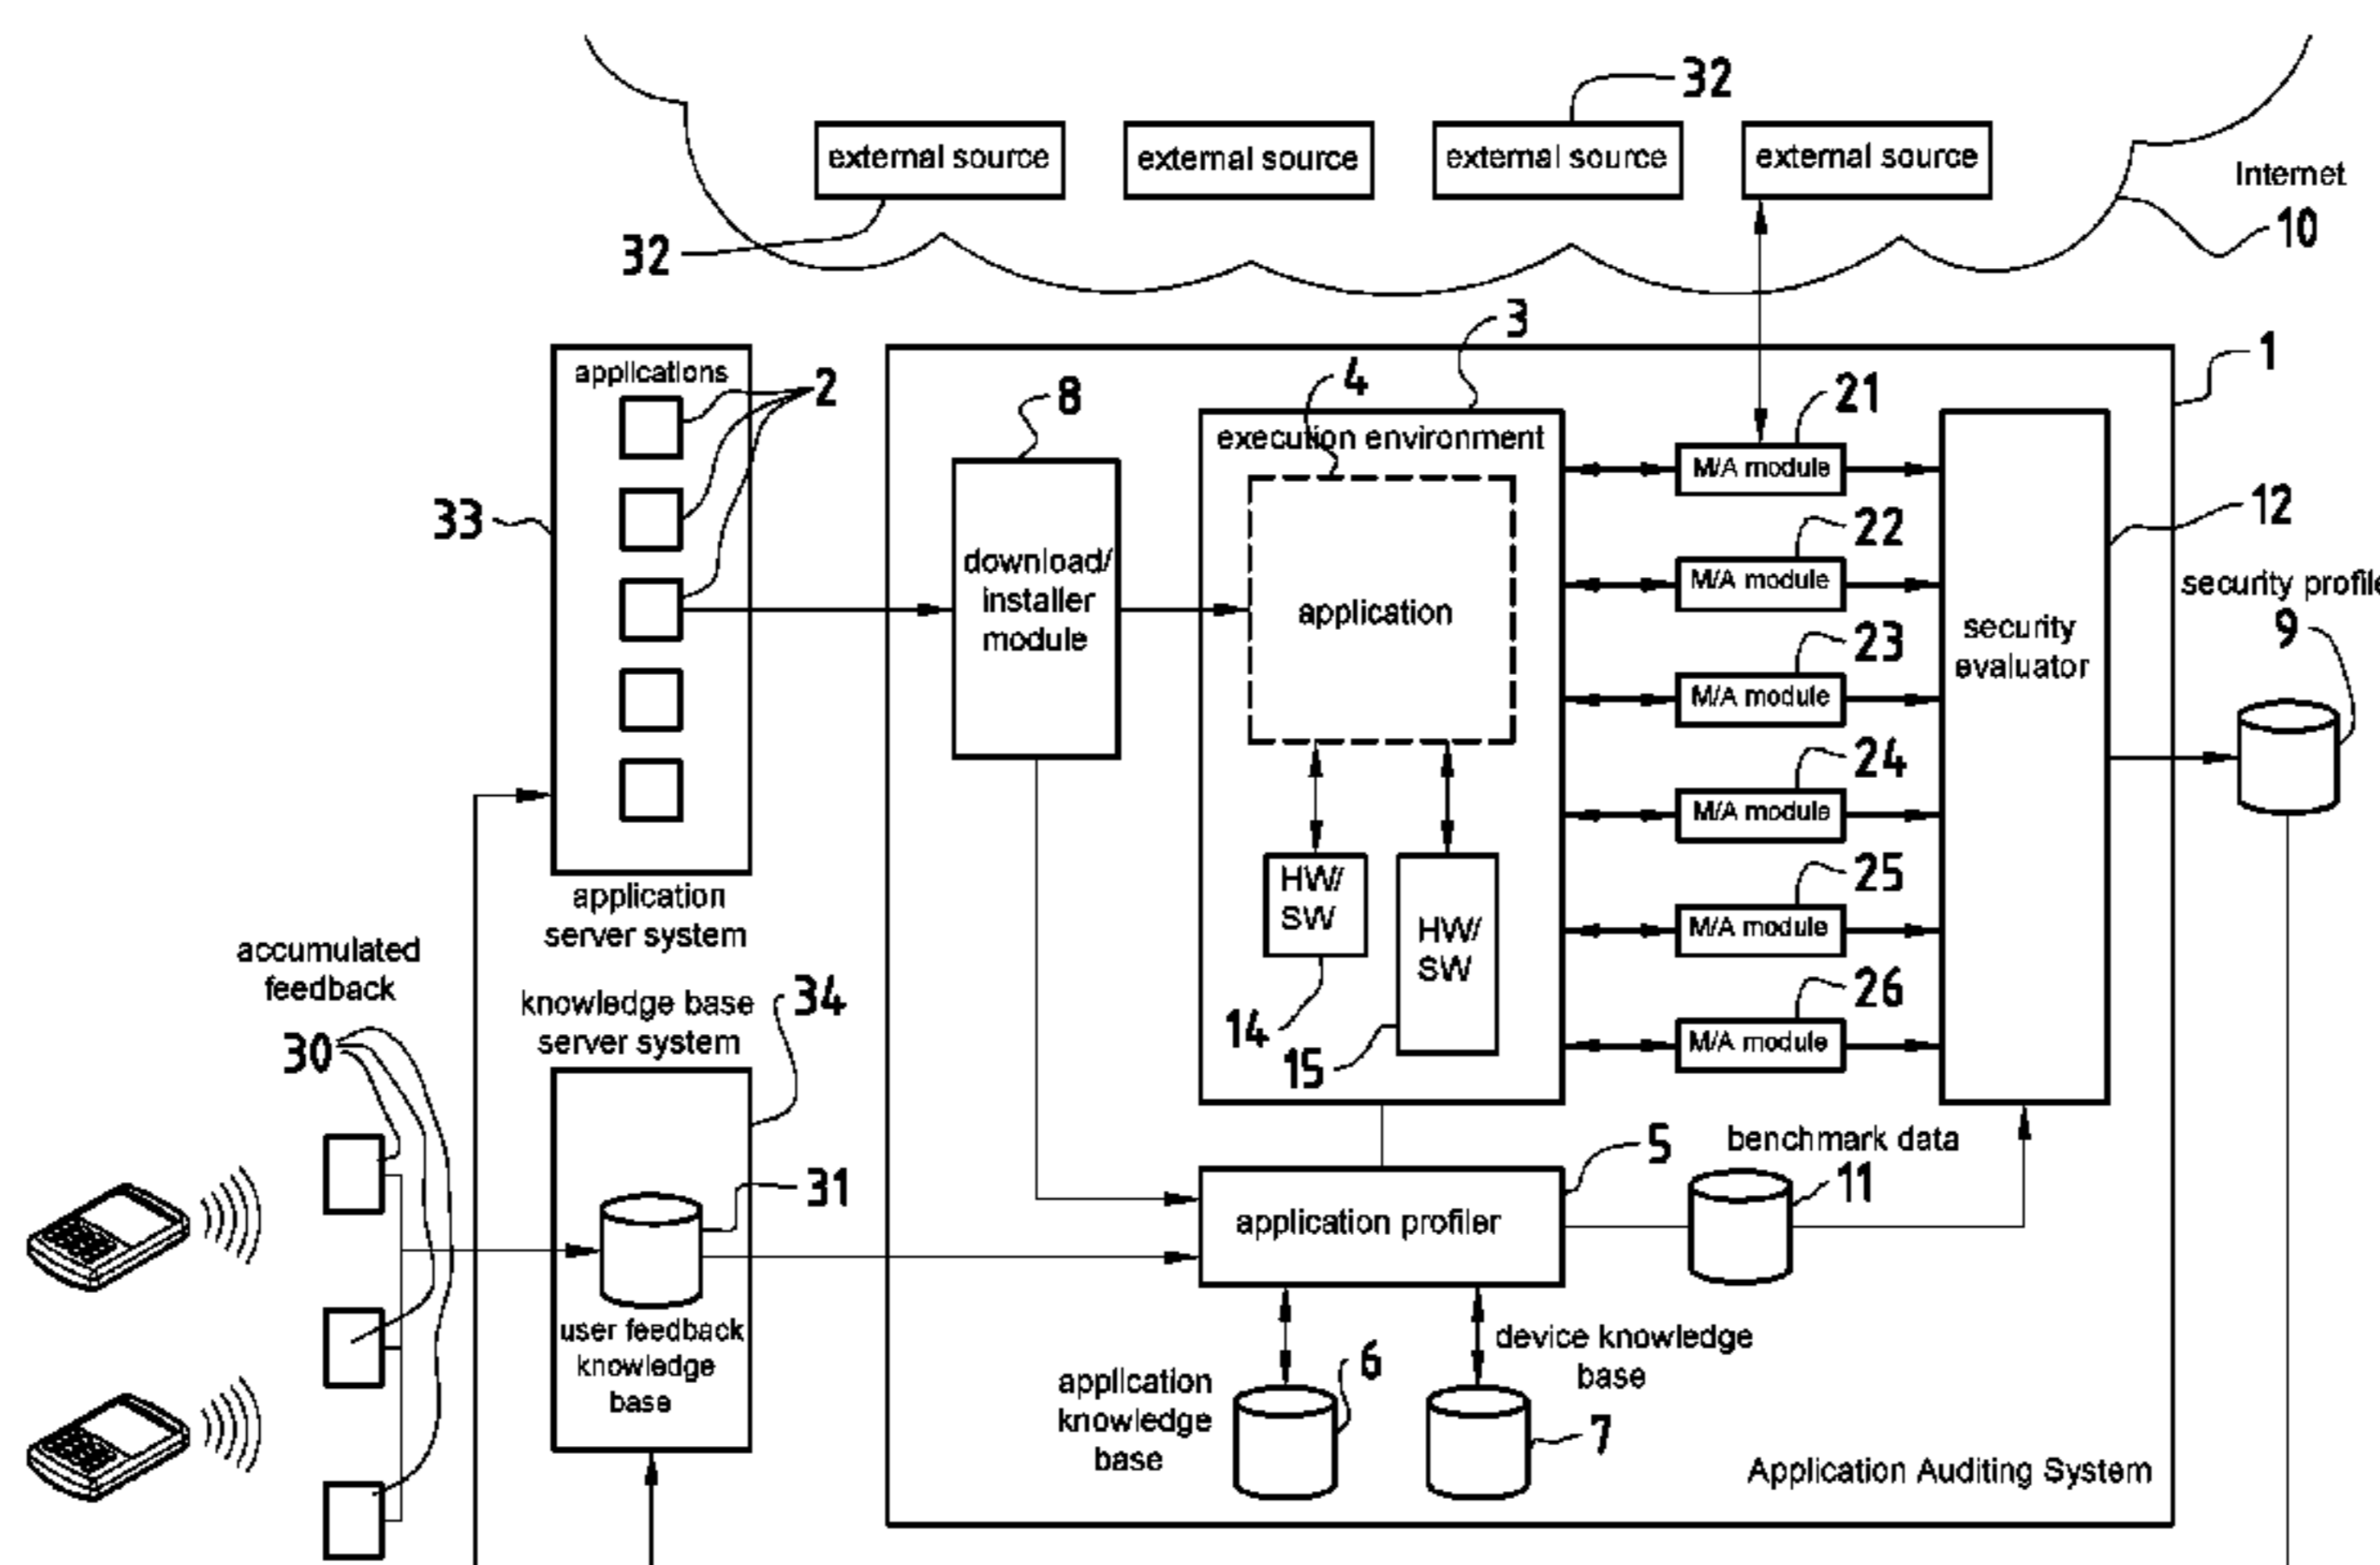 32
external source
external source
external source
external source
Internet
10
32
3
1
applications
2
8
4
21
execution environment
M/A module
33
22
12
download/
installer
module
application
M/A module
security profile
9
23
security
evaluator
M/A module
24
M/A module
HW/
SW
HW/
SW
25
M/A module
application
server system
accumulated
feedback
30
knowledge base
server system
34
14
15
26
M/A module
benchmark data
11
5
31
application profiler
user feedback
knowledge
base
device knowledge
base
application
knowledge
base
6
7
Application Auditing System